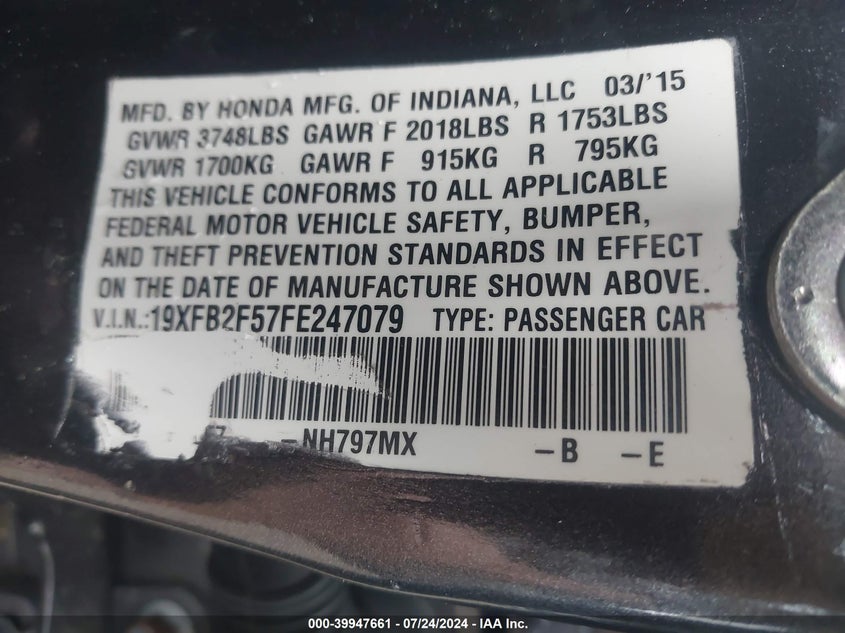 MFD. BY HONDA MFG. OF INDIANA, LLC 03/'15
GVWR 3748LBS GAWR F 2018LBS R 1753LBS
GVWR 1700KG GAWR F 915KG R 795KG
THIS VEHICLE CONFORMS TO ALL APPLICABLE
FEDERAL MOTOR VEHICLE SAFETY, BUMPER,
AND THEFT PREVENTION STANDARDS IN EFFECT
ON THE DATE OF MANUFACTURE SHOWN ABOVE.
V.I.N.:19XFB2F57FE247079 TYPE: PASSENGER CAR
-NH797MX -B -E
000-39947661 - 07/24/2024 - IAA Inc.